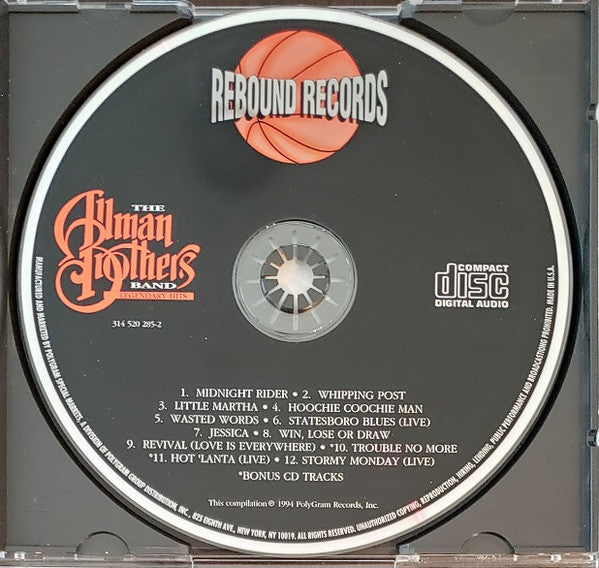 REBOUND RECORDS
THE
Allman
Brothers
BAND
LEGENDARY HITS
314 520 285-2
COMPACT
disc
DIGITAL AUDIO
1. MIDNIGHT RIDER • 2. WHIPPING POST
3. LITTLE MARTHA • 4. HOOCHIE COOCHIE MAN
5. WASTED WORDS • 6. STATESBORO BLUES (LIVE)
7. JESSICA • 8. WIN, LOSE OR DRAW
9. REVIVAL (LOVE IS EVERYWHERE) • *10. TROUBLE NO MORE
*11. HOT 'LANTA (LIVE) • 12. STORMY MONDAY (LIVE)
*BONUS CD TRACKS
This compilation ℗ 1994 PolyGram Records, Inc.
MANUFACTURED AND MARKETED BY POLYGRAM SPECIAL MARKETS, A DIVISION OF POLYGRAM GROUP DISTRIBUTION, INC., 825 EIGHTH AVE., NEW YORK, NY 10019. ALL RIGHTS RESERVED. UNAUTHORIZED COPYING, REPRODUCTION, HIRING, LENDING, PUBLIC PERFORMANCE AND BROADCASTING PROHIBITED. MADE IN U.S.A.